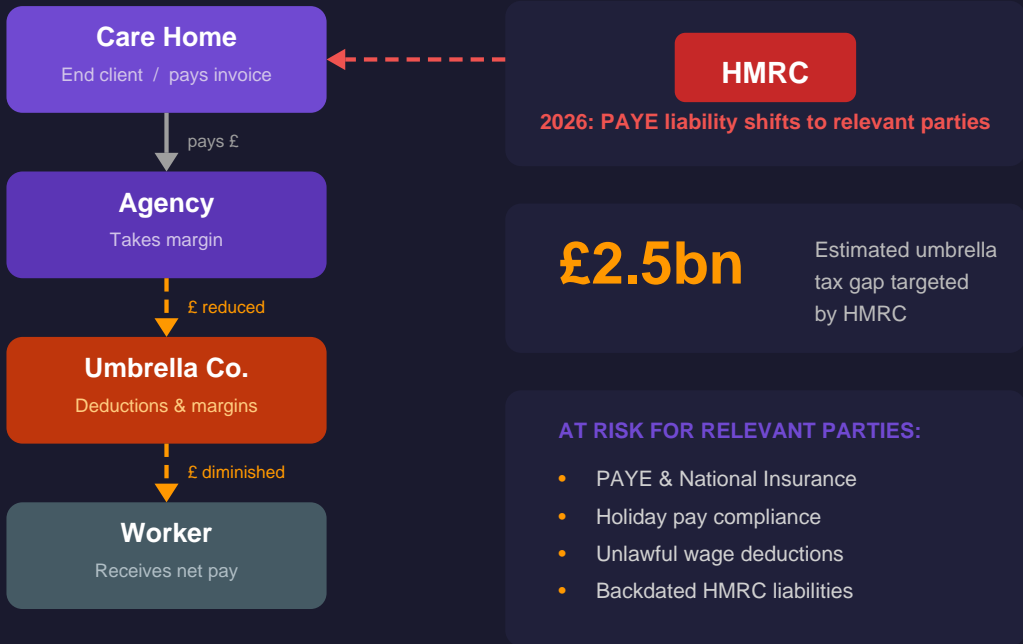 Care Home
End client / pays invoice
pays £
Agency
Takes margin
£ reduced
Umbrella Co.
Deductions & margins
£ diminished
Worker
Receives net pay
HMRC
2026: PAYE liability shifts to relevant parties
£2.5bn
Estimated umbrella
tax gap targeted
by HMRC
AT RISK FOR RELEVANT PARTIES:
• PAYE & National Insurance
• Holiday pay compliance
• Unlawful wage deductions
• Backdated HMRC liabilities